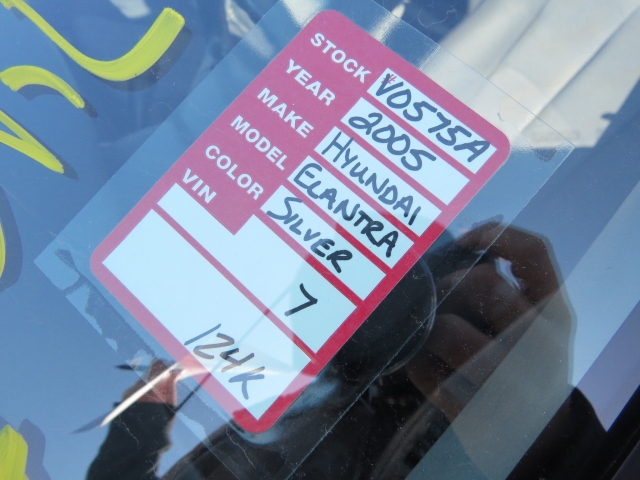 STOCK V0575A
YEAR 2005
MAKE HYUNDAI
MODEL ELANTRA
COLOR SILVER
VIN 7
124K